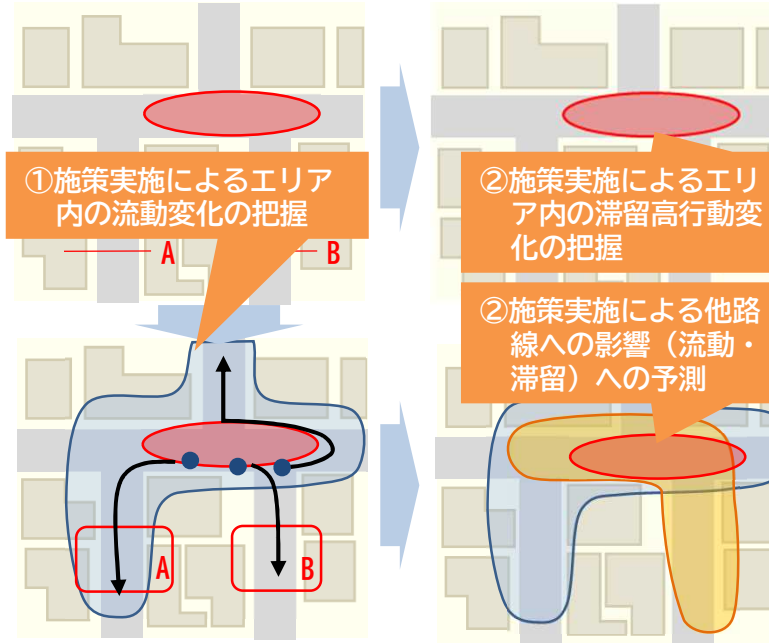 ①施策実施によるエリア
内の流動変化の把握
A
B
②施策実施によるエリ
ア内の滞留高行動変
化の把握
②施策実施による他路
線への影響（流動・
滞留）への予測
A
B